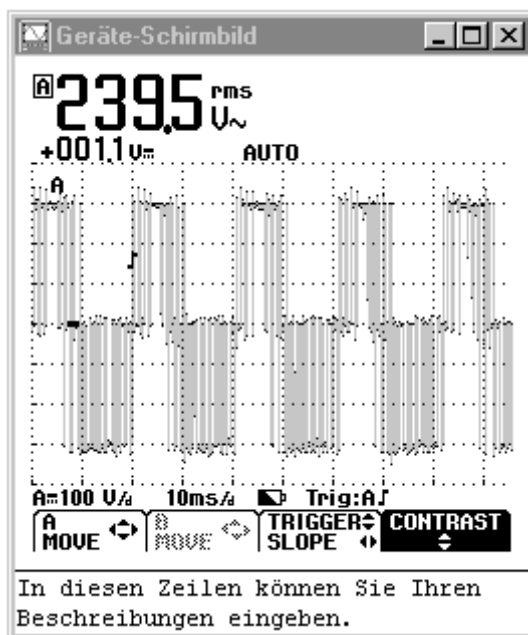 Geräte-Schirmbild
A 239.5 rms V~
+001.1 V= AUTO
A
A=100 V/d 10ms/d Trig:A
A MOVE B MOVE TRIGGER SLOPE CONTRAST
In diesen Zeilen können Sie Ihren
Beschreibungen eingeben.